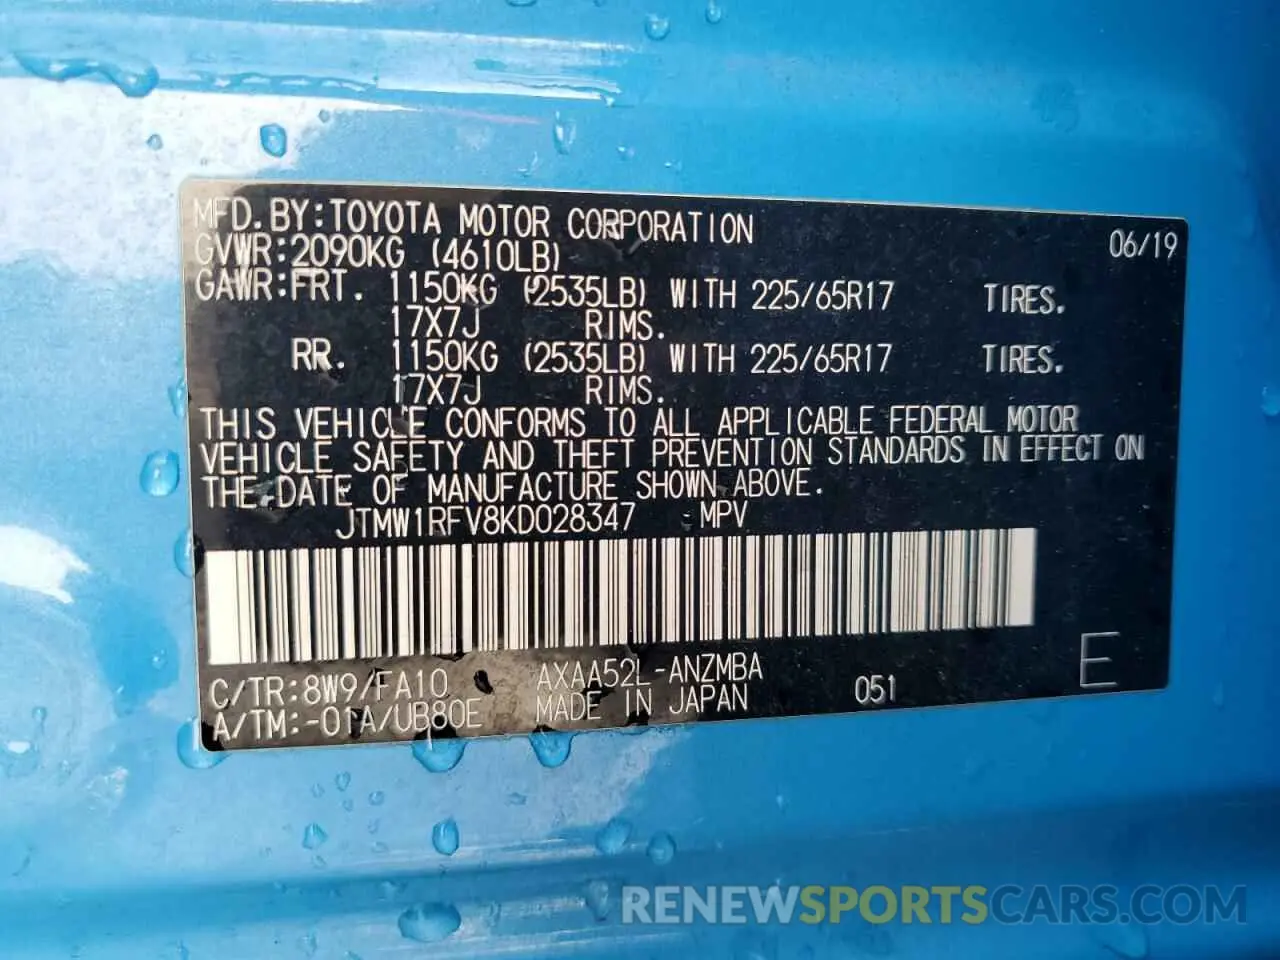 MFD.BY:TOYOTA MOTOR CORPORATION 06/19
GVWR:2090KG (4610LB)
GAWR:FRT. 1150KG (2535LB) WITH 225/65R17 TIRES.
17X7J RIMS.
RR. 1150KG (2535LB) WITH 225/65R17 TIRES.
17X7J RIMS.
THIS VEHICLE CONFORMS TO ALL APPLICABLE FEDERAL MOTOR
VEHICLE SAFETY AND THEFT PREVENTION STANDARDS IN EFFECT ON
THE DATE OF MANUFACTURE SHOWN ABOVE.
JTMW1RFV8KD028347 MPV
C/TR:8W9/FA10 AXAA52L-ANZMBA 051 E
A/TM:-01A/UB80E MADE IN JAPAN
RENEWSPORTSCARS.COM